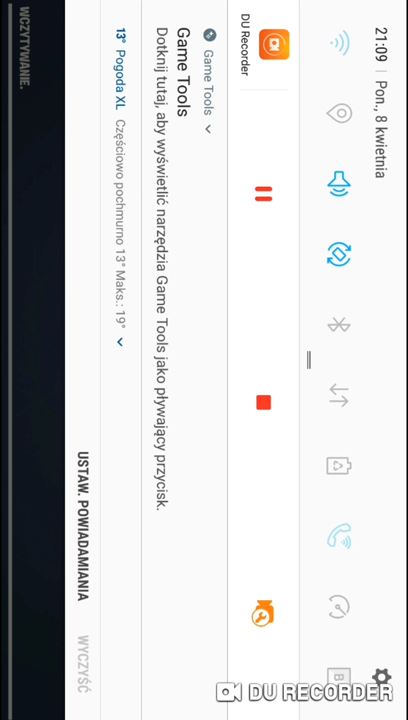 21:09 | Pon., 8 kwietnia
DU Recorder
Game Tools
Game Tools
Dotknij tutaj, aby wyświetlić narzędzia Game Tools jako pływający przycisk.
13° Pogoda XL Częściowo pochmurno 13° Maks.: 19°
USTAW. POWIADAMIANIA WYCZYŚĆ
WCZYTYWANIE.
DU RECORDER